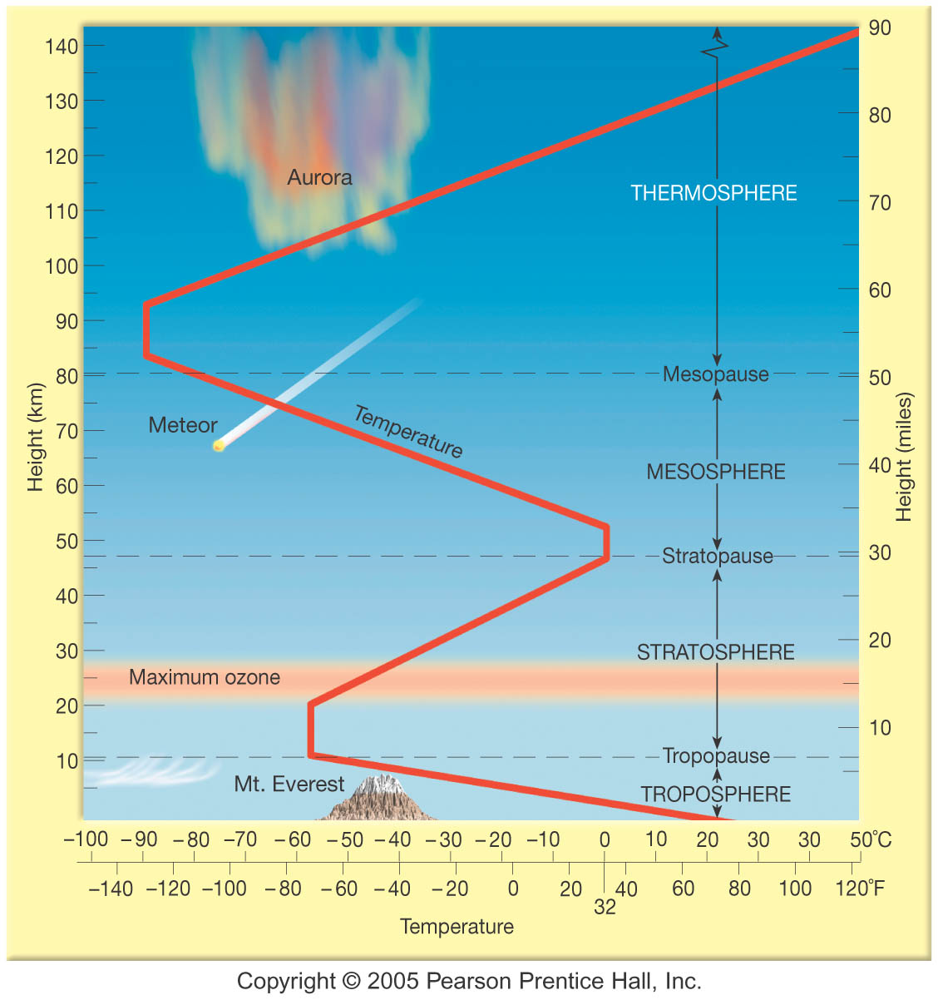 140
130
120
110
100
90
80
70
60
50
40
30
20
10
Height (km)
90
80
70
60
50
40
30
20
10
Height (miles)
Aurora
THERMOSPHERE
Mesopause
Meteor
Temperature
MESOSPHERE
Stratopause
STRATOSPHERE
Maximum ozone
Tropopause
Mt. Everest
TROPOSPHERE
−100 −90 −80 −70 −60 −50 −40 −30 −20 −10 0 10 20 30 30 50°C
−140 −120 −100 −80 −60 −40 −20 0 20 40 60 80 100 120°F
32
Temperature
Copyright © 2005 Pearson Prentice Hall, Inc.